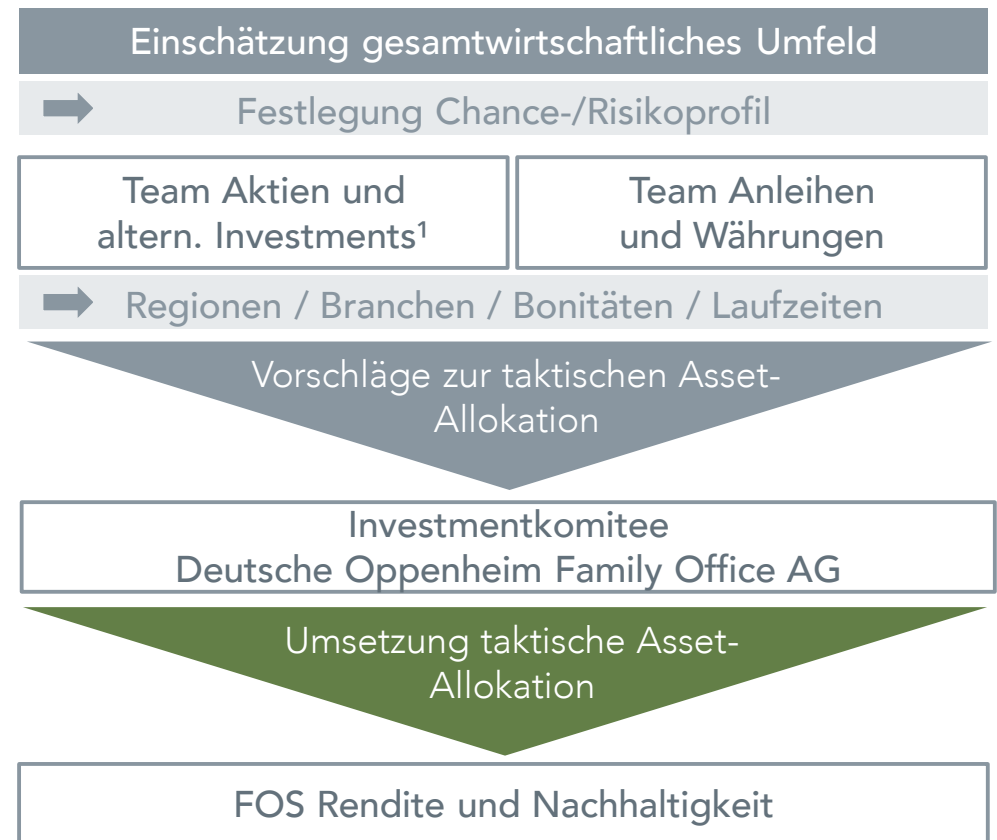 Einschätzung gesamtwirtschaftliches Umfeld
Festlegung Chance-/Risikoprofil
Team Aktien und
altern. Investments¹
Team Anleihen
und Währungen
Regionen / Branchen / Bonitäten / Laufzeiten
Vorschläge zur taktischen Asset-
Allokation
Investmentkomitee
Deutsche Oppenheim Family Office AG
Umsetzung taktische Asset-
Allokation
FOS Rendite und Nachhaltigkeit